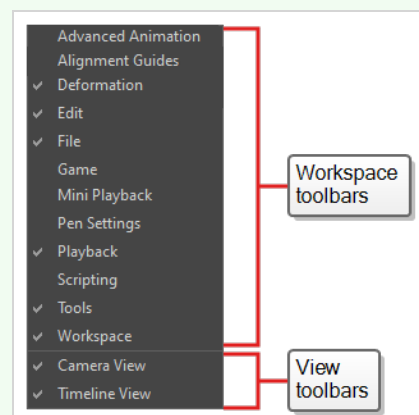 Advanced Animation
Alignment Guides
Deformation
Edit
File
Game
Mini Playback
Pen Settings
Playback
Scripting
Tools
Workspace
Camera View
Timeline View
Workspace
toolbars
View
toolbars